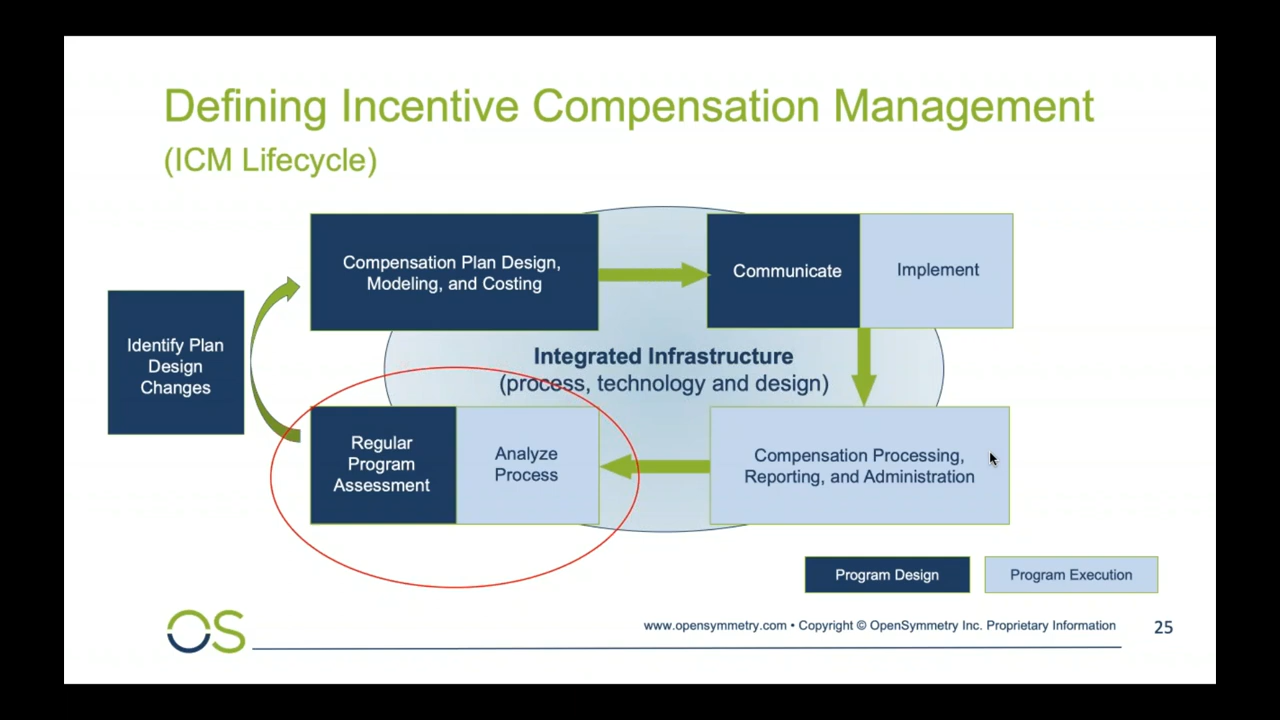 Defining Incentive Compensation Management
(ICM Lifecycle)
Compensation Plan Design,
Modeling, and Costing
Communicate
Implement
Identify Plan
Design
Changes
Integrated Infrastructure
(process, technology and design)
Regular
Program
Assessment
Analyze
Process
Compensation Processing,
Reporting, and Administration
Program Design
Program Execution
OS
www.opensymmetry.com • Copyright © OpenSymmetry Inc. Proprietary Information
25